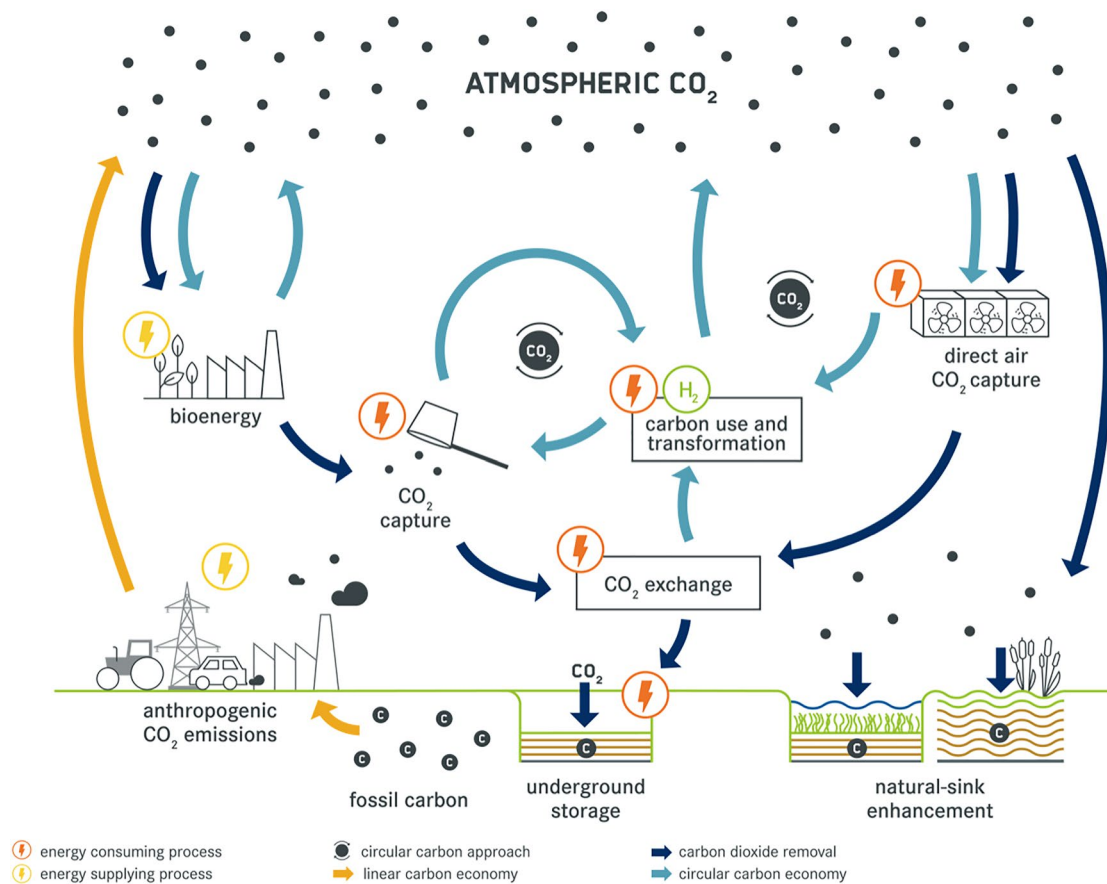 ATMOSPHERIC CO₂
CO₂
direct air
CO₂ capture
bioenergy
CO₂
H₂
carbon use and
transformation
CO₂
capture
CO₂ exchange
anthropogenic
CO₂ emissions
C
C
C
C
C
C
fossil carbon
CO₂
C
underground
storage
C
C
natural-sink
enhancement
energy consuming process
energy supplying process
circular carbon approach
linear carbon economy
carbon dioxide removal
circular carbon economy